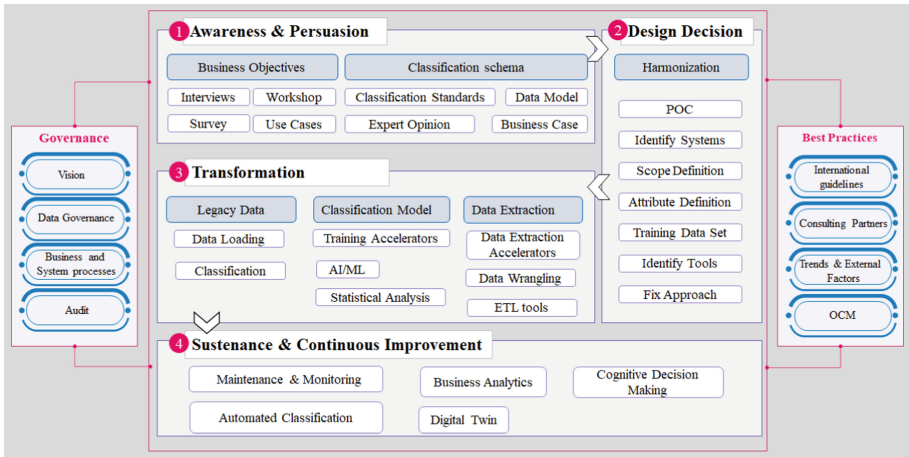 1 Awareness & Persuasion
Business Objectives
Classification schema
Interviews
Workshop
Classification Standards
Data Model
Survey
Use Cases
Expert Opinion
Business Case
2 Design Decision
Harmonization
POC
Identify Systems
Scope Definition
Attribute Definition
Training Data Set
Identify Tools
Fix Approach
Governance
Vision
Data Governance
Business and
System processes
Audit
3 Transformation
Legacy Data
Data Loading
Classification
Classification Model
Training Accelerators
AI/ML
Statistical Analysis
Data Extraction
Data Extraction
Accelerators
Data Wrangling
ETL tools
Best Practices
International
guidelines
Consulting Partners
Trends & External
Factors
OCM
4 Sustenance & Continuous Improvement
Maintenance & Monitoring
Business Analytics
Cognitive Decision
Making
Automated Classification
Digital Twin